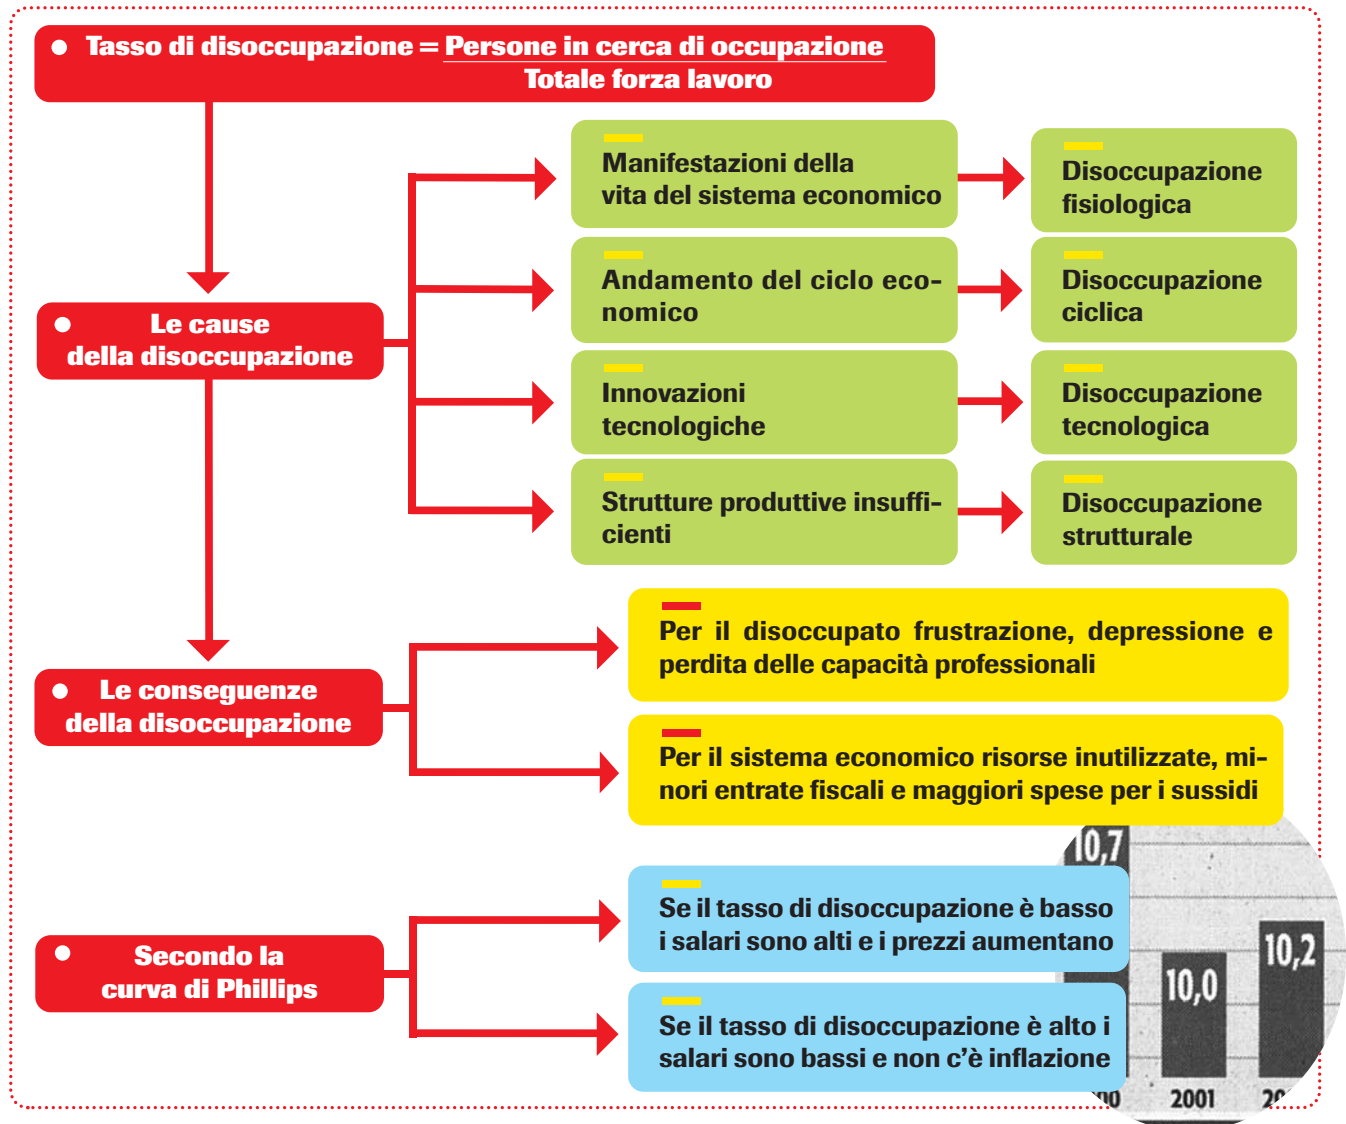 Tasso di disoccupazione = Persone in cerca di occupazione
Totale forza lavoro
Manifestazioni della
vita del sistema economico
Disoccupazione
fisiologica
Andamento del ciclo eco-
nomico
Disoccupazione
ciclica
Le cause
della disoccupazione
Innovazioni
tecnologiche
Disoccupazione
tecnologica
Strutture produttive insuffi-
cienti
Disoccupazione
strutturale
Le conseguenze
della disoccupazione
Per il disoccupato frustrazione, depressione e
perdita delle capacità professionali
Per il sistema economico risorse inutilizzate, mi-
nori entrate fiscali e maggiori spese per i sussidi
Secondo la
curva di Phillips
Se il tasso di disoccupazione è basso
i salari sono alti e i prezzi aumentano
Se il tasso di disoccupazione è alto i
salari sono bassi e non c'è inflazione
10,7
10,0
10,2
2001